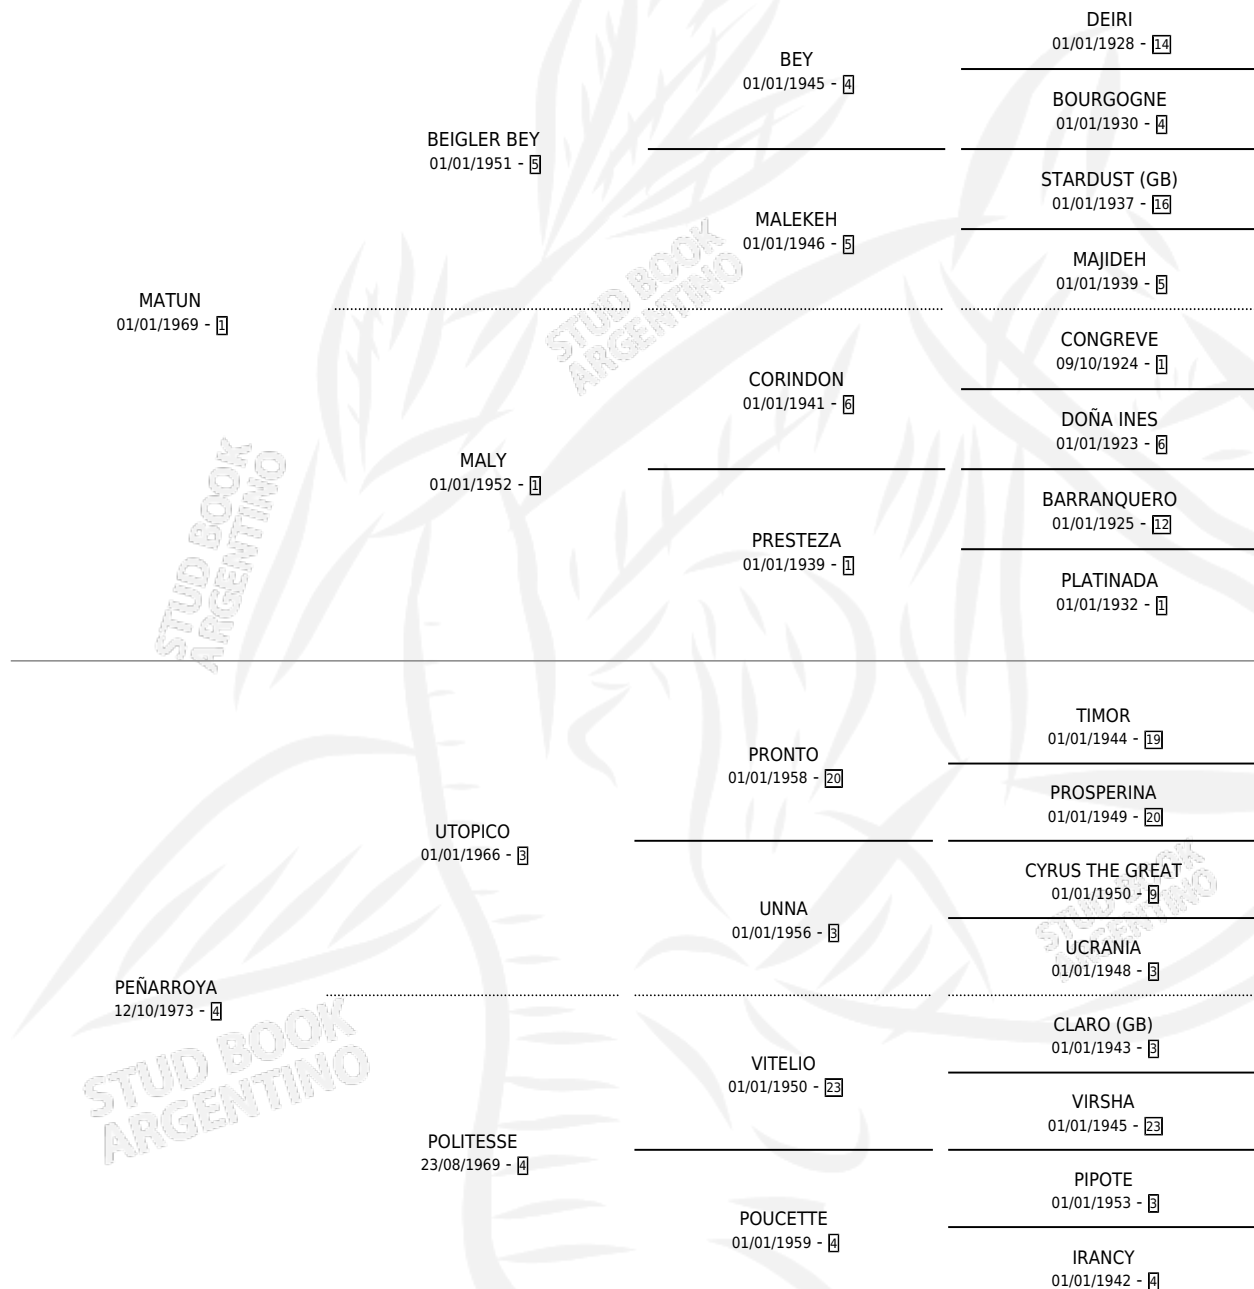 DEIRI
01/01/1928 - 14
BEY
01/01/1945 - 4
BOURGOGNE
01/01/1930 - 4
BEIGLER BEY
01/01/1951 - 5
STARDUST (GB)
01/01/1937 - 16
MALEKEH
01/01/1946 - 5
MAJIDEH
01/01/1939 - 5
MATUN
01/01/1969 - 1
CONGREVE
09/10/1924 - 1
CORINDON
01/01/1941 - 6
DOÑA INES
01/01/1923 - 6
MALY
01/01/1952 - 1
BARRANQUERO
01/01/1925 - 12
PRESTEZA
01/01/1939 - 1
PLATINADA
01/01/1932 - 1
TIMOR
01/01/1944 - 19
PRONTO
01/01/1958 - 20
PROSPERINA
01/01/1949 - 20
UTOPICO
01/01/1966 - 3
CYRUS THE GREAT
01/01/1950 - 9
UNNA
01/01/1956 - 3
UCRANIA
01/01/1948 - 3
PEÑARROYA
12/10/1973 - 4
CLARO (GB)
01/01/1943 - 3
VITELIO
01/01/1950 - 23
VIRSHA
01/01/1945 - 23
POLITESSE
23/08/1969 - 4
PIPOTE
01/01/1953 - 3
POUCETTE
01/01/1959 - 4
IRANCY
01/01/1942 - 4
STUD BOOK
ARGENTINO
STUD BOOK
ARGENTINO
STUD BOOK
ARGENTINO
STUD BOOK
ARGENTINO